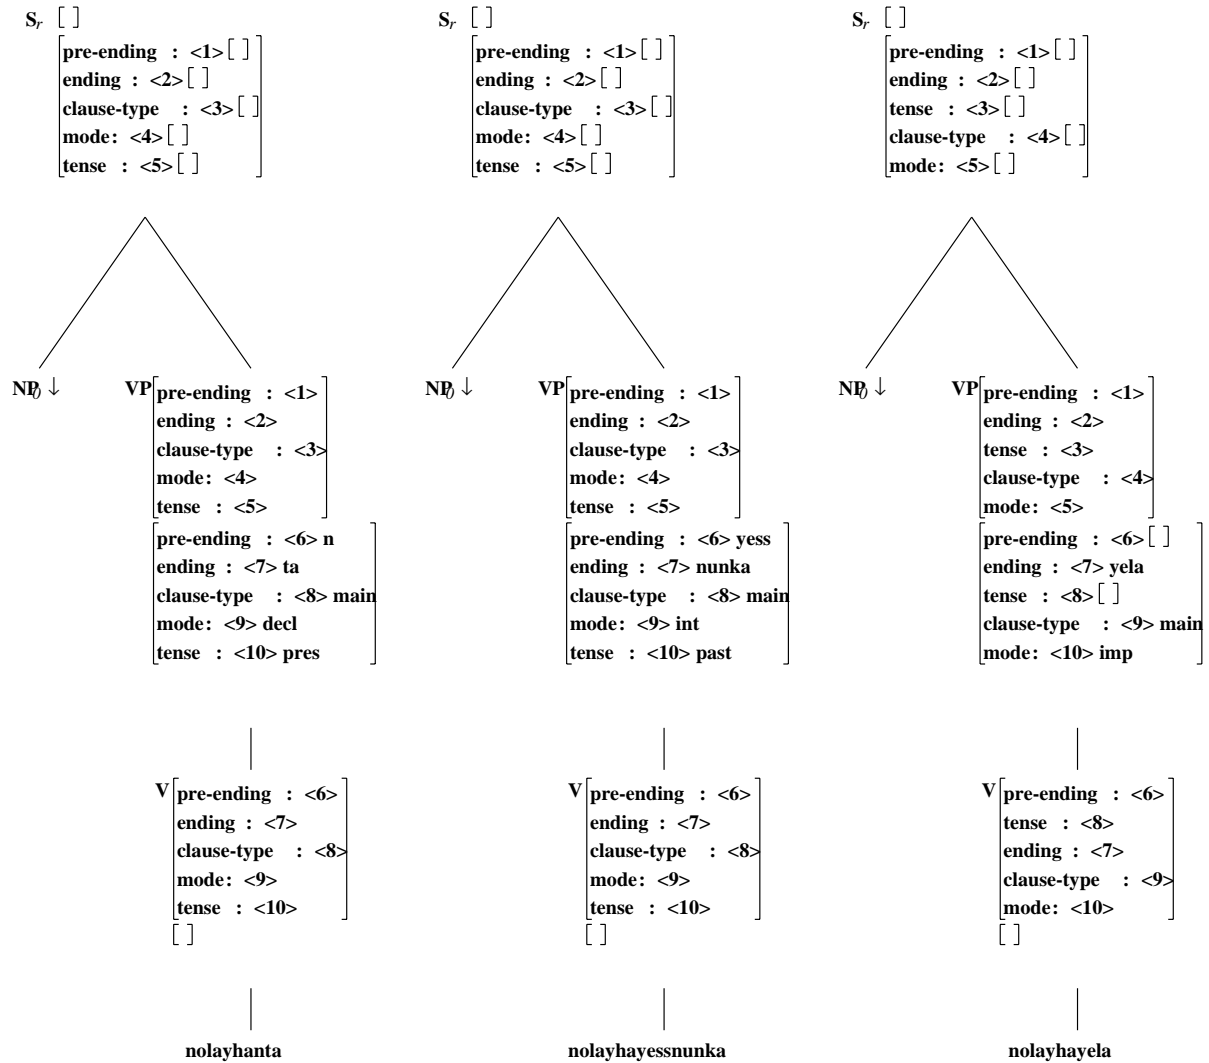 S_r [ ]
pre-ending : <1> [ ]
ending : <2> [ ]
clause-type : <3> [ ]
mode: <4> [ ]
tense : <5> [ ]
NP_0 ↓
VP
pre-ending : <1>
ending : <2>
clause-type : <3>
mode: <4>
tense : <5>
pre-ending : <6> n
ending : <7> ta
clause-type : <8> main
mode: <9> decl
tense : <10> pres
V
pre-ending : <6>
ending : <7>
clause-type : <8>
mode: <9>
tense : <10>
[ ]
nolayhanta
S_r [ ]
pre-ending : <1> [ ]
ending : <2> [ ]
clause-type : <3> [ ]
mode: <4> [ ]
tense : <5> [ ]
NP_0 ↓
VP
pre-ending : <1>
ending : <2>
clause-type : <3>
mode: <4>
tense : <5>
pre-ending : <6> yess
ending : <7> nunka
clause-type : <8> main
mode: <9> int
tense : <10> past
V
pre-ending : <6>
ending : <7>
clause-type : <8>
mode: <9>
tense : <10>
[ ]
nolayhayessnunka
S_r [ ]
pre-ending : <1> [ ]
ending : <2> [ ]
tense : <3> [ ]
clause-type : <4> [ ]
mode: <5> [ ]
NP_0 ↓
VP
pre-ending : <1>
ending : <2>
tense : <3>
clause-type : <4>
mode: <5>
pre-ending : <6> [ ]
ending : <7> yela
tense : <8> [ ]
clause-type : <9> main
mode: <10> imp
V
pre-ending : <6>
tense : <8>
ending : <7>
clause-type : <9>
mode: <10>
[ ]
nolayhayela